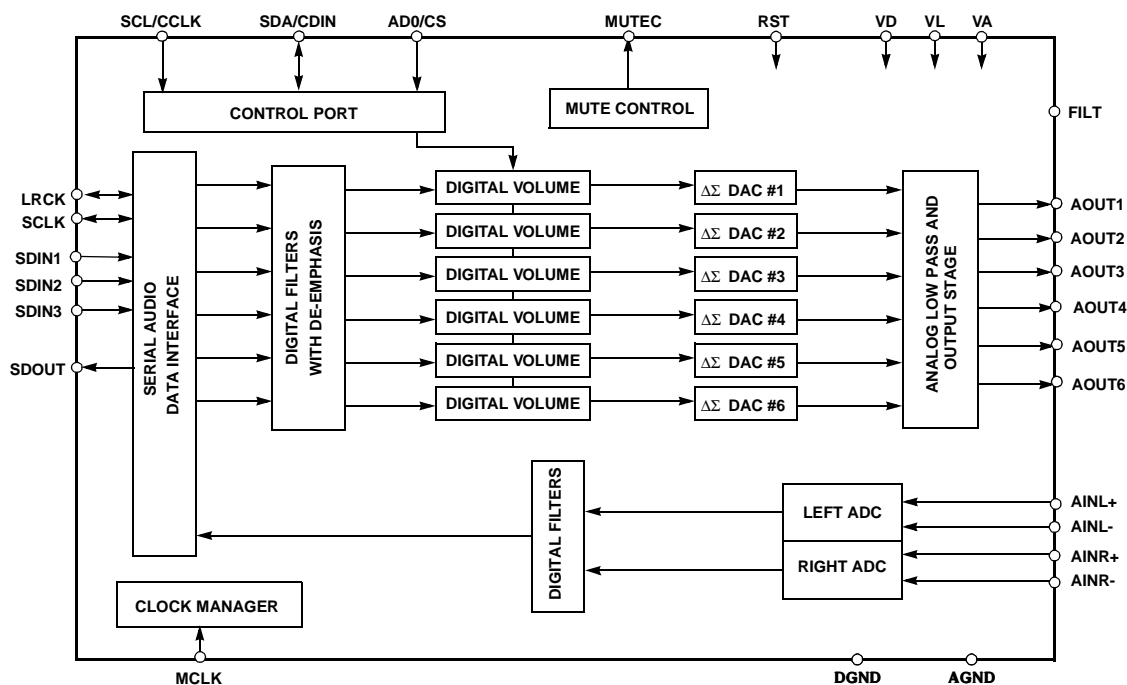 SCL/CCLK SDA/CDIN AD0/CS MUTEC RST VD VL VA
CONTROL PORT
MUTE CONTROL
FILT
LRCK
SCLK
SDIN1
SDIN2
SDIN3
SDOUT
SERIAL AUDIO
DATA INTERFACE
DIGITAL FILTERS
WITH DE-EMPHASIS
DIGITAL VOLUME
DIGITAL VOLUME
DIGITAL VOLUME
DIGITAL VOLUME
DIGITAL VOLUME
DIGITAL VOLUME
ΔΣ DAC #1
ΔΣ DAC #2
ΔΣ DAC #3
ΔΣ DAC #4
ΔΣ DAC #5
ΔΣ DAC #6
ANALOG LOW PASS AND
OUTPUT STAGE
AOUT1
AOUT2
AOUT3
AOUT4
AOUT5
AOUT6
DIGITAL FILTERS
LEFT ADC
RIGHT ADC
AINL+
AINL-
AINR+
AINR-
CLOCK MANAGER
MCLK
DGND
AGND